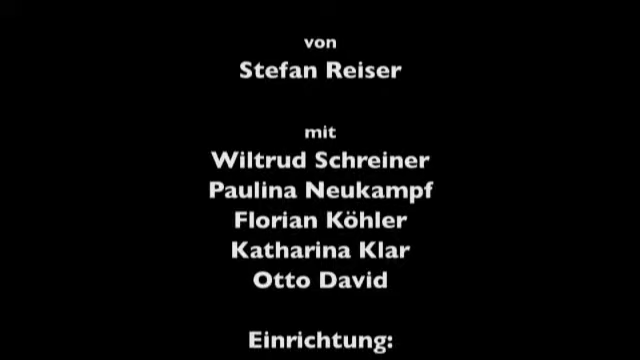 von
Stefan Reiser
mit
Wiltrud Schreiner
Paulina Neukampf
Florian Köhler
Katharina Klar
Otto David
Einrichtung: